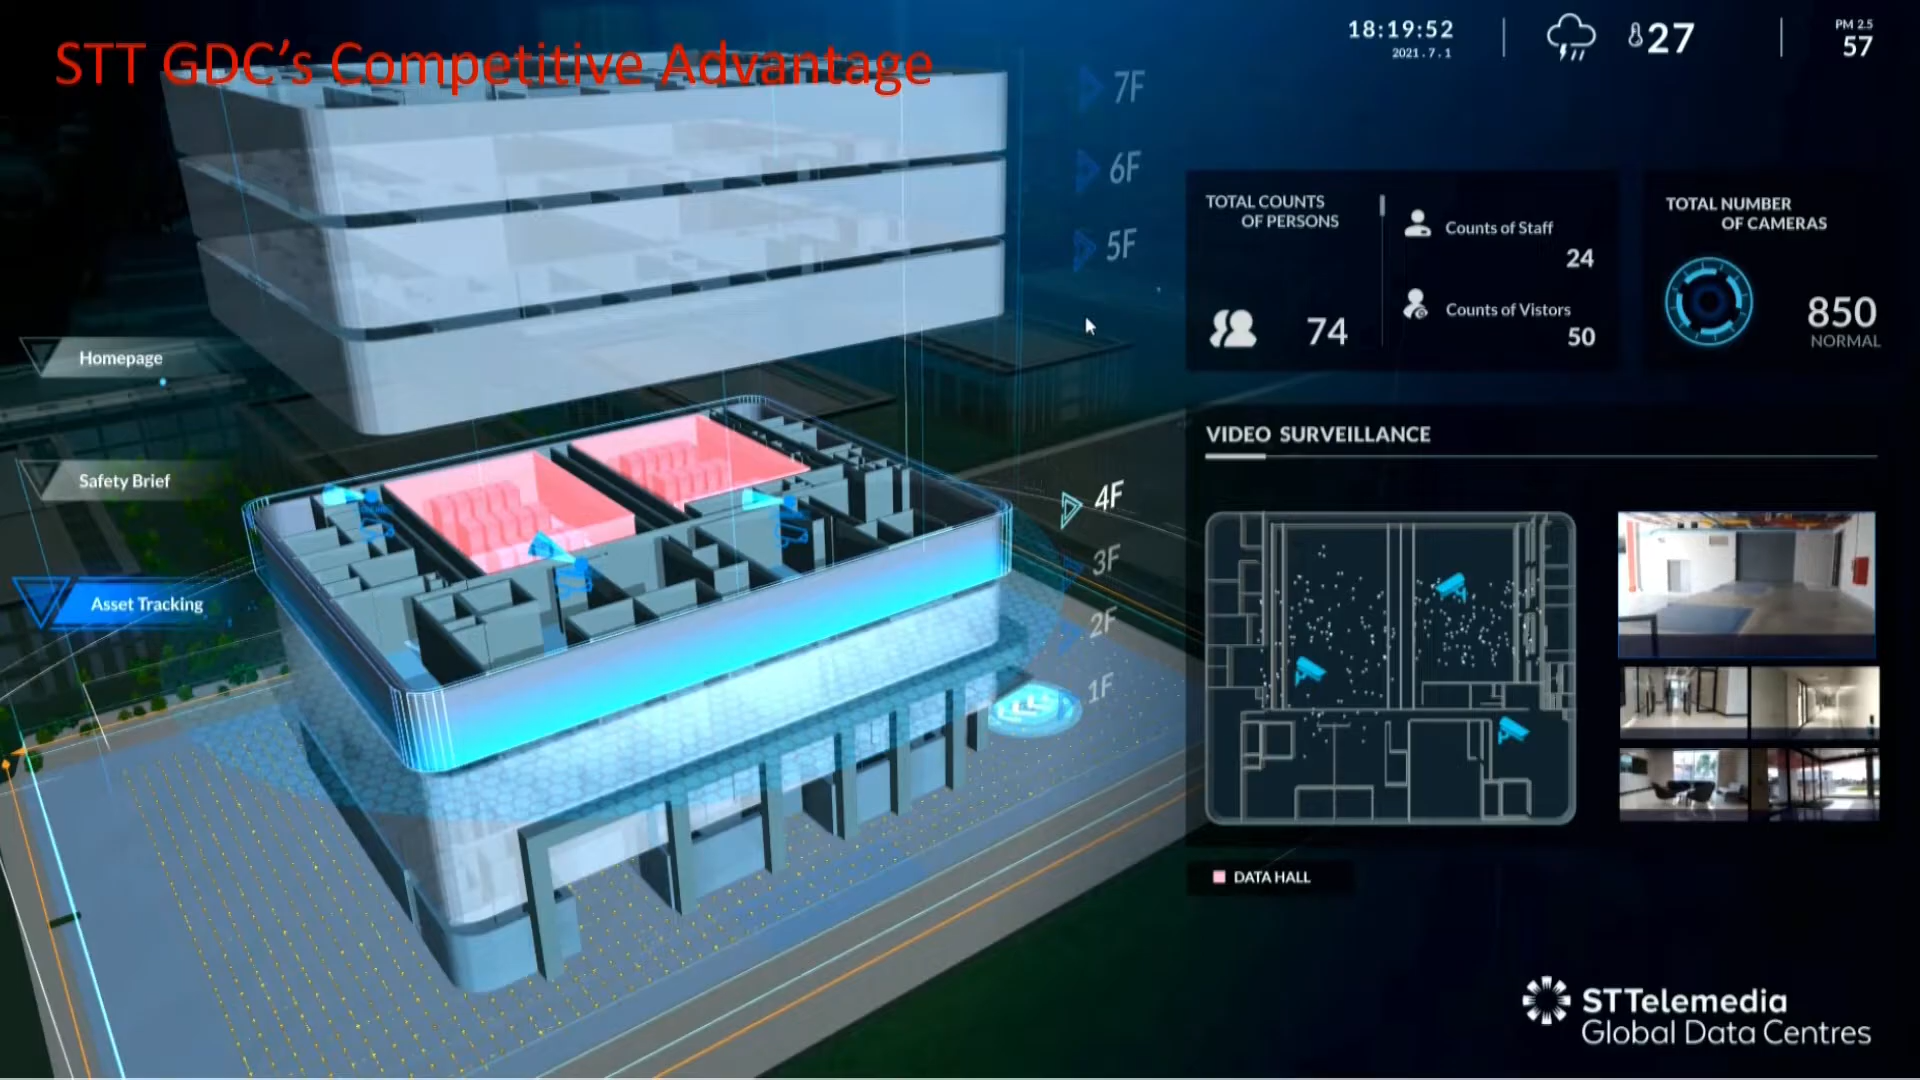 STT GDC's Competitive Advantage
18:19:52
2021.7.1
27
PM 2.5
57
7F
6F
5F
4F
3F
2F
1F
Homepage
Safety Brief
Asset Tracking
TOTAL COUNTS
OF PERSONS
74
Counts of Staff
24
Counts of Vistors
50
TOTAL NUMBER
OF CAMERAS
850
NORMAL
VIDEO SURVEILLANCE
DATA HALL
ST Telemedia
Global Data Centres